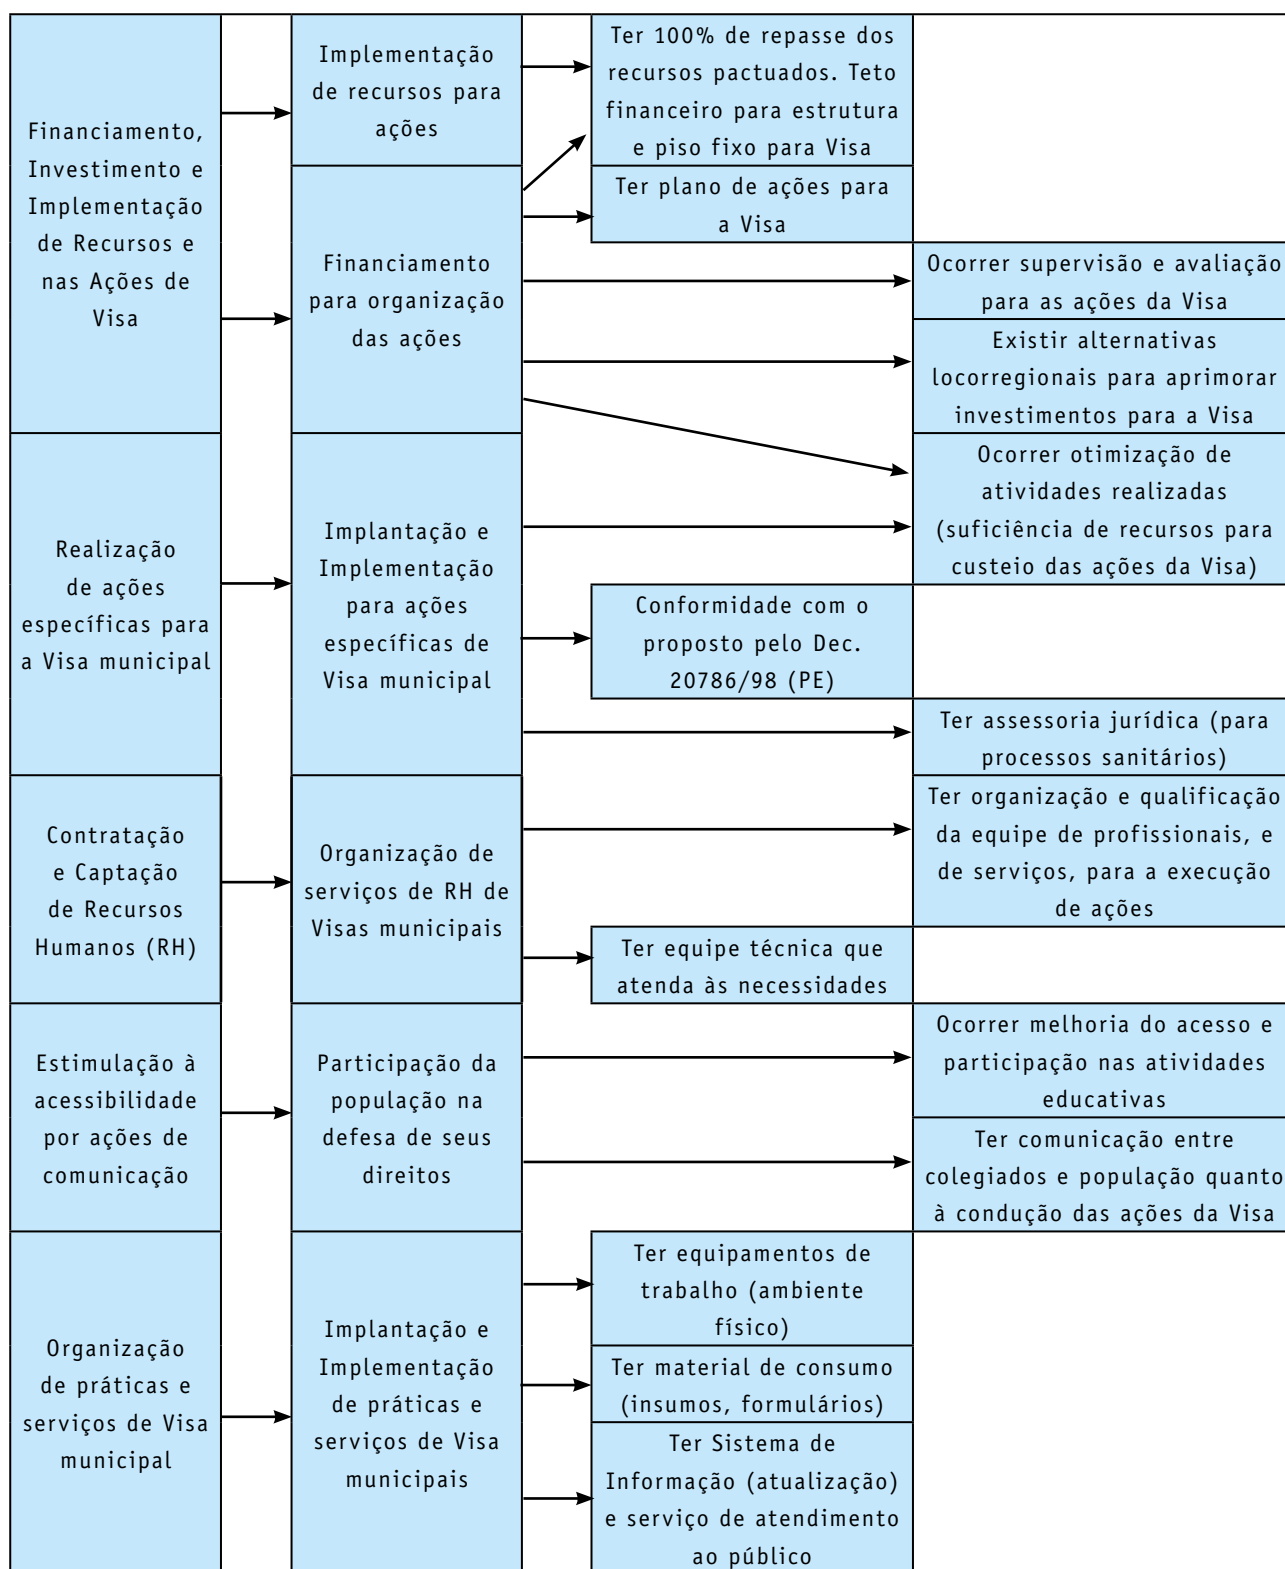 Financiamento,
Investimento e
Implementação
de Recursos e
nas Ações de
Visa
Implementação
de recursos para
ações
Ter 100% de repasse dos
recursos pactuados. Teto
financeiro para estrutura
e piso fixo para Visa
Financiamento
para organização
das ações
Ter plano de ações para
a Visa
Ocorrer supervisão e avaliação
para as ações da Visa
Existir alternativas
locorregionais para aprimorar
investimentos para a Visa
Ocorrer otimização de
atividades realizadas
(suficiência de recursos para
custeio das ações da Visa)
Realização
de ações
específicas para
a Visa municipal
Implantação e
Implementação
para ações
específicas de
Visa municipal
Conformidade com o
proposto pelo Dec.
20786/98 (PE)
Ter assessoria jurídica (para
processos sanitários)
Contratação
e Captação
de Recursos
Humanos (RH)
Organização de
serviços de RH de
Visas municipais
Ter organização e qualificação
da equipe de profissionais, e
de serviços, para a execução
de ações
Ter equipe técnica que
atenda às necessidades
Estimulação à
acessibilidade
por ações de
comunicação
Participação da
população na
defesa de seus
direitos
Ocorrer melhoria do acesso e
participação nas atividades
educativas
Ter comunicação entre
colegiados e população quanto
à condução das ações da Visa
Organização
de práticas e
serviços de Visa
municipal
Implantação e
Implementação
de práticas e
serviços de Visa
municipais
Ter equipamentos de
trabalho (ambiente
físico)
Ter material de consumo
(insumos, formulários)
Ter Sistema de
Informação (atualização)
e serviço de atendimento
ao público